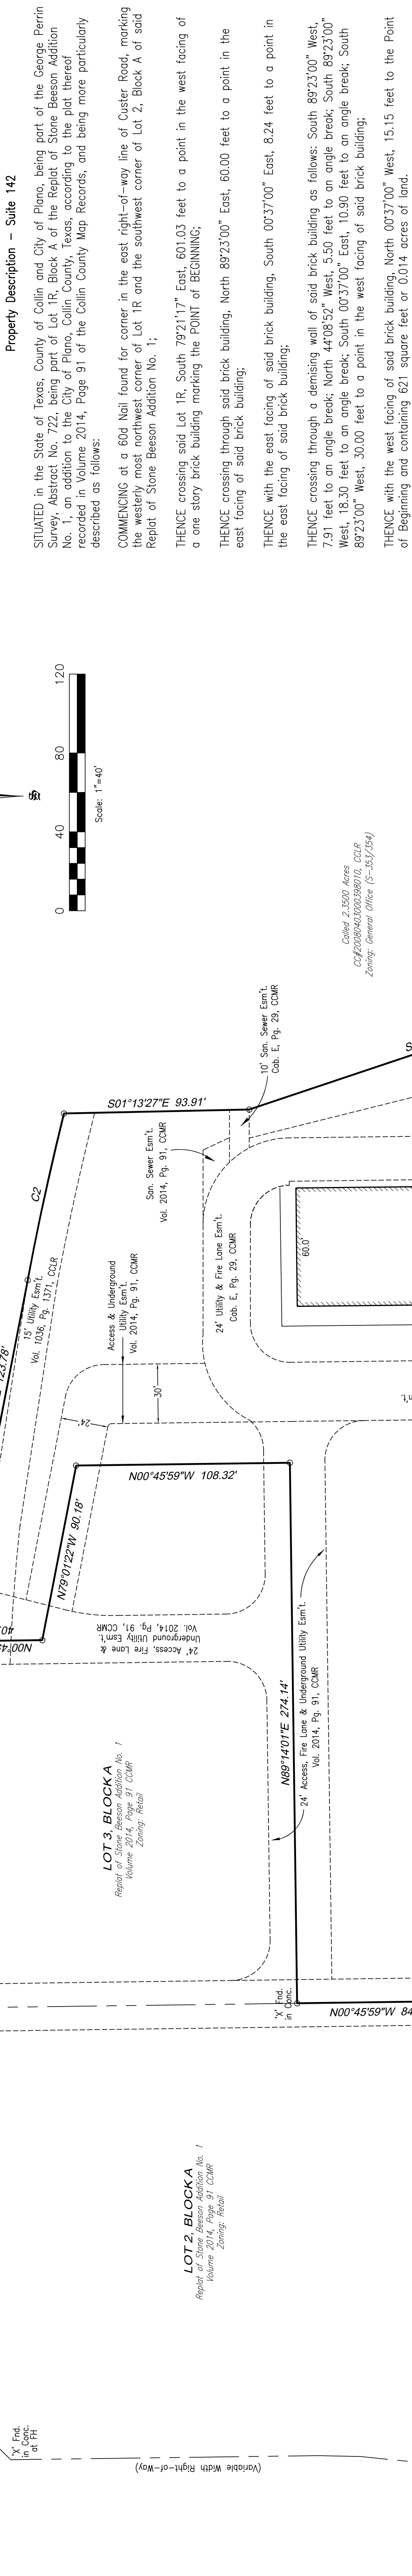 Property Description – Suite 142
SITUATED in the State of Texas, County of Collin and City of Plano, being part of the George Perrin
Survey, Abstract No. 722, being part of Lot 1R, Block A of the Replat of Stone Beeson Addition
No. 1, an addition to the City of Plano, Collin County, Texas, according to the plat thereof
recorded in Volume 2014, Page 91 of the Collin County Map Records, and being more particularly
described as follows:
COMMENCING at a 60d Nail found for corner in the east right-of-way line of Custer Road, marking
the westerly most northwest corner of Lot 1R and the southwest corner of Lot 2, Block A of said
Replat of Stone Beeson Addition No. 1;
THENCE crossing said Lot 1R, South 79°21'17" East, 601.03 feet to a point in the west facing of
a one story brick building marking the POINT of BEGINNING;
THENCE crossing through said brick building, North 89°23'00" East, 60.00 feet to a point in the
east facing of said brick building;
THENCE with the east facing of said brick building, South 00°37'00" East, 8.24 feet to a point in
the east facing of said brick building;
THENCE crossing through a demising wall of said brick building as follows: South 89°23'00" West,
7.91 feet to an angle break; North 44°08'52" West, 5.50 feet to an angle break; South 89°23'00"
West, 18.30 feet to an angle break; South 00°37'00" East, 10.90 feet to an angle break; South
89°23'00" West, 30.00 feet to a point in the west facing of said brick building;
THENCE with the west facing of said brick building, North 00°37'00" West, 15.15 feet to the Point
of Beginning and containing 621 square feet or 0.014 acres of land.
0 40 80 120
Scale: 1"=40'
Called 2.3500 Acres
CC#20080403000398010, CCLR
Zoning: General Office (S-353/354)
S01°13'27"E 93.91'
C2
123.78'
15' Utility Esm't.
Vol. 1036, Pg. 1371, CCLR
10' San. Sewer Esm't.
Cab. E, Pg. 29, CCMR
San. Sewer Esm't.
Vol. 2014, Pg. 91, CCMR
Access & Underground
Utility Esm't.
Vol. 2014, Pg. 91, CCMR
24' Utility & Fire Lane Esm't.
Cab. E, Pg. 29, CCMR
60.0'
30'
24'
N00°45'59"W 108.32'
N79°01'22"W 90.18'
24' Access, Fire Lane &
Underground Utility Esm't.
Vol. 2014, Pg. 91, CCMR
N89°14'01"E 274.14'
24' Access, Fire Lane & Underground Utility Esm't.
Vol. 2014, Pg. 91, CCMR
LOT 3, BLOCK A
Replat of Stone Beeson Addition No. 1
Volume 2014, Page 91 CCMR
Zoning: Retail
'X' Fnd.
in Conc.
N00°45'59"W 84
LOT 2, BLOCK A
Replat of Stone Beeson Addition No. 1
Volume 2014, Page 91 CCMR
Zoning: Retail
'X' Fnd.
in Conc.
at FH
(Variable Width Right-of-Way)